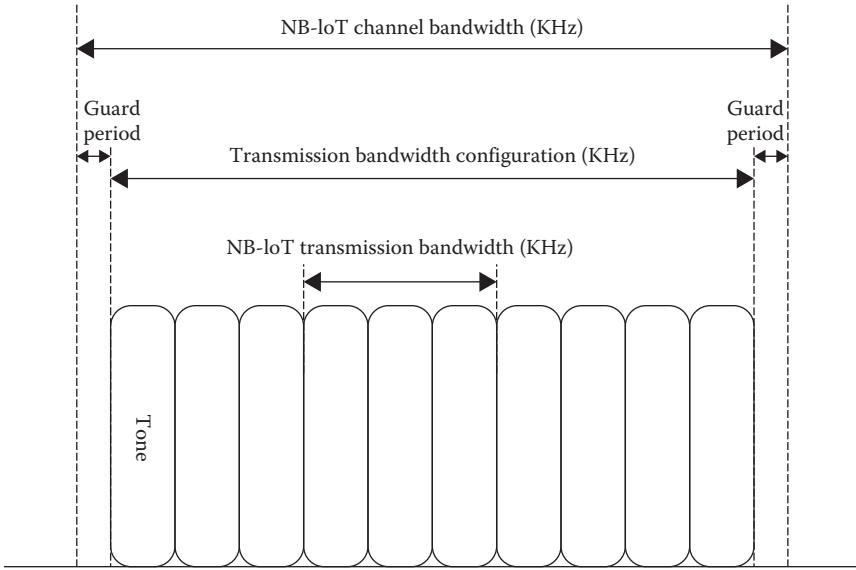 NB-loT channel bandwidth (KHz)
Guard
period
Guard
period
Transmission bandwidth configuration (KHz)
NB-loT transmission bandwidth (KHz)
Tone